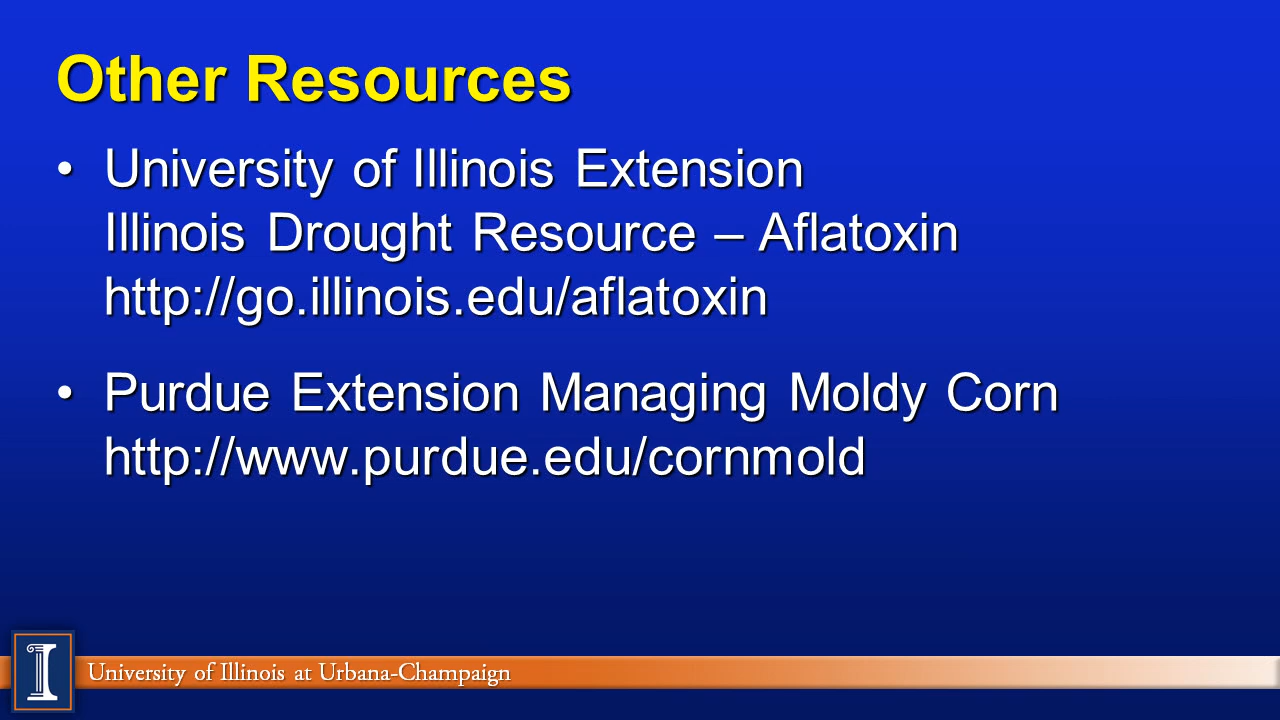 Other Resources
• University of Illinois Extension
Illinois Drought Resource – Aflatoxin
http://go.illinois.edu/aflatoxin
• Purdue Extension Managing Moldy Corn
http://www.purdue.edu/cornmold
I
University of Illinois at Urbana-Champaign